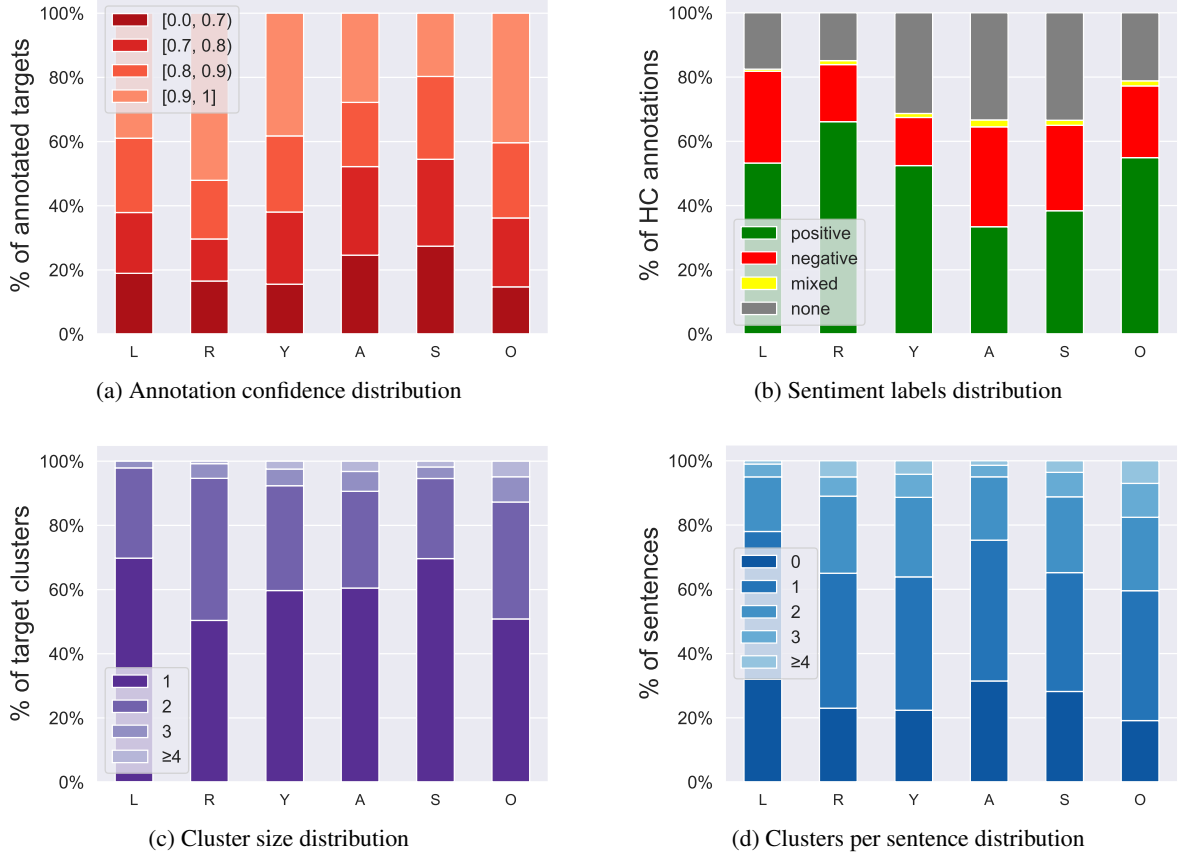 100%
80%
60%
40%
20%
0%
% of annotated targets
[0.0, 0.7)
[0.7, 0.8)
[0.8, 0.9)
[0.9, 1]
L R Y A S O
(a) Annotation confidence distribution
100%
80%
60%
40%
20%
0%
% of HC annotations
positive
negative
mixed
none
L R Y A S O
(b) Sentiment labels distribution
100%
80%
60%
40%
20%
0%
% of target clusters
1
2
3
≥4
L R Y A S O
(c) Cluster size distribution
100%
80%
60%
40%
20%
0%
% of sentences
0
1
2
3
≥4
L R Y A S O
(d) Clusters per sentence distribution